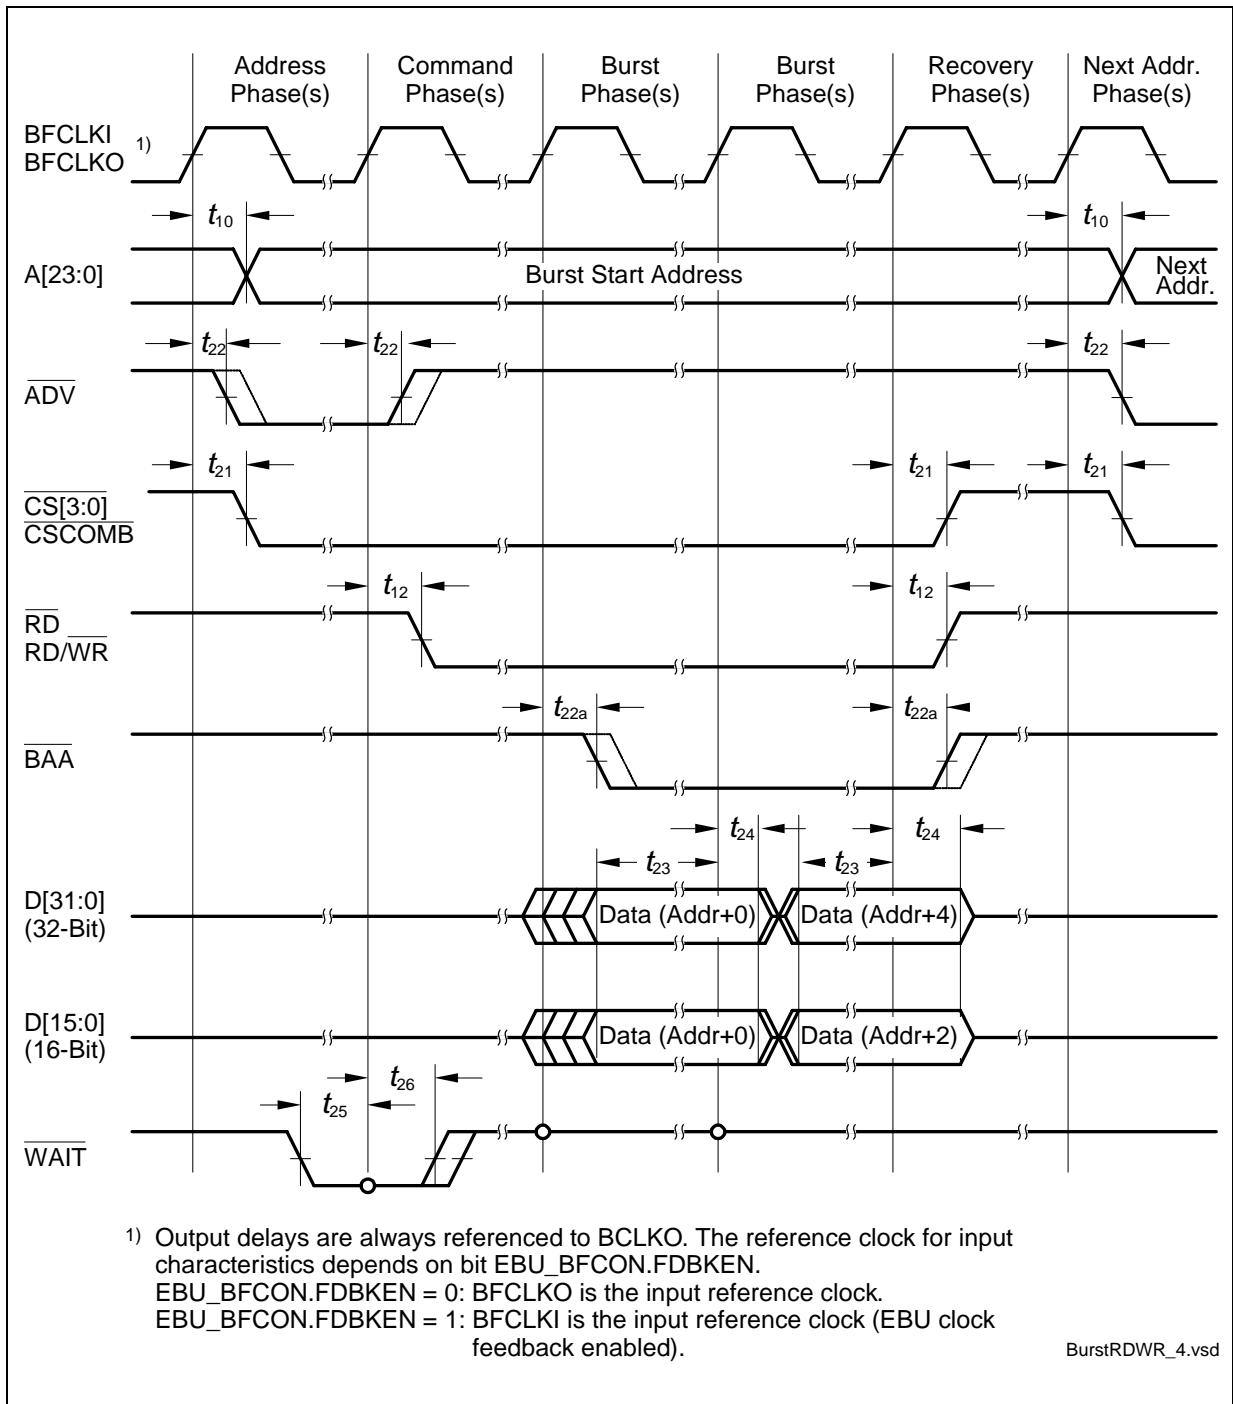 Address Phase(s)
Command Phase(s)
Burst Phase(s)
Burst Phase(s)
Recovery Phase(s)
Next Addr. Phase(s)
BFCLKI
BFCLKO 1)
t10
t10
A[23:0]
Burst Start Address
Next Addr.
t22
t22
t22
ADV
t21
t21
t21
CS[3:0]
CSCOMB
t12
t12
RD
RD/WR
t22a
t22a
BAA
t24
t24
t23
t23
D[31:0]
(32-Bit)
Data (Addr+0)
Data (Addr+4)
D[15:0]
(16-Bit)
Data (Addr+0)
Data (Addr+2)
t26
t25
WAIT
1) Output delays are always referenced to BCLKO. The reference clock for input
characteristics depends on bit EBU_BFCON.FDBKEN.
EBU_BFCON.FDBKEN = 0: BFCLKO is the input reference clock.
EBU_BFCON.FDBKEN = 1: BFCLKI is the input reference clock (EBU clock
feedback enabled).
BurstRDWR_4.vsd